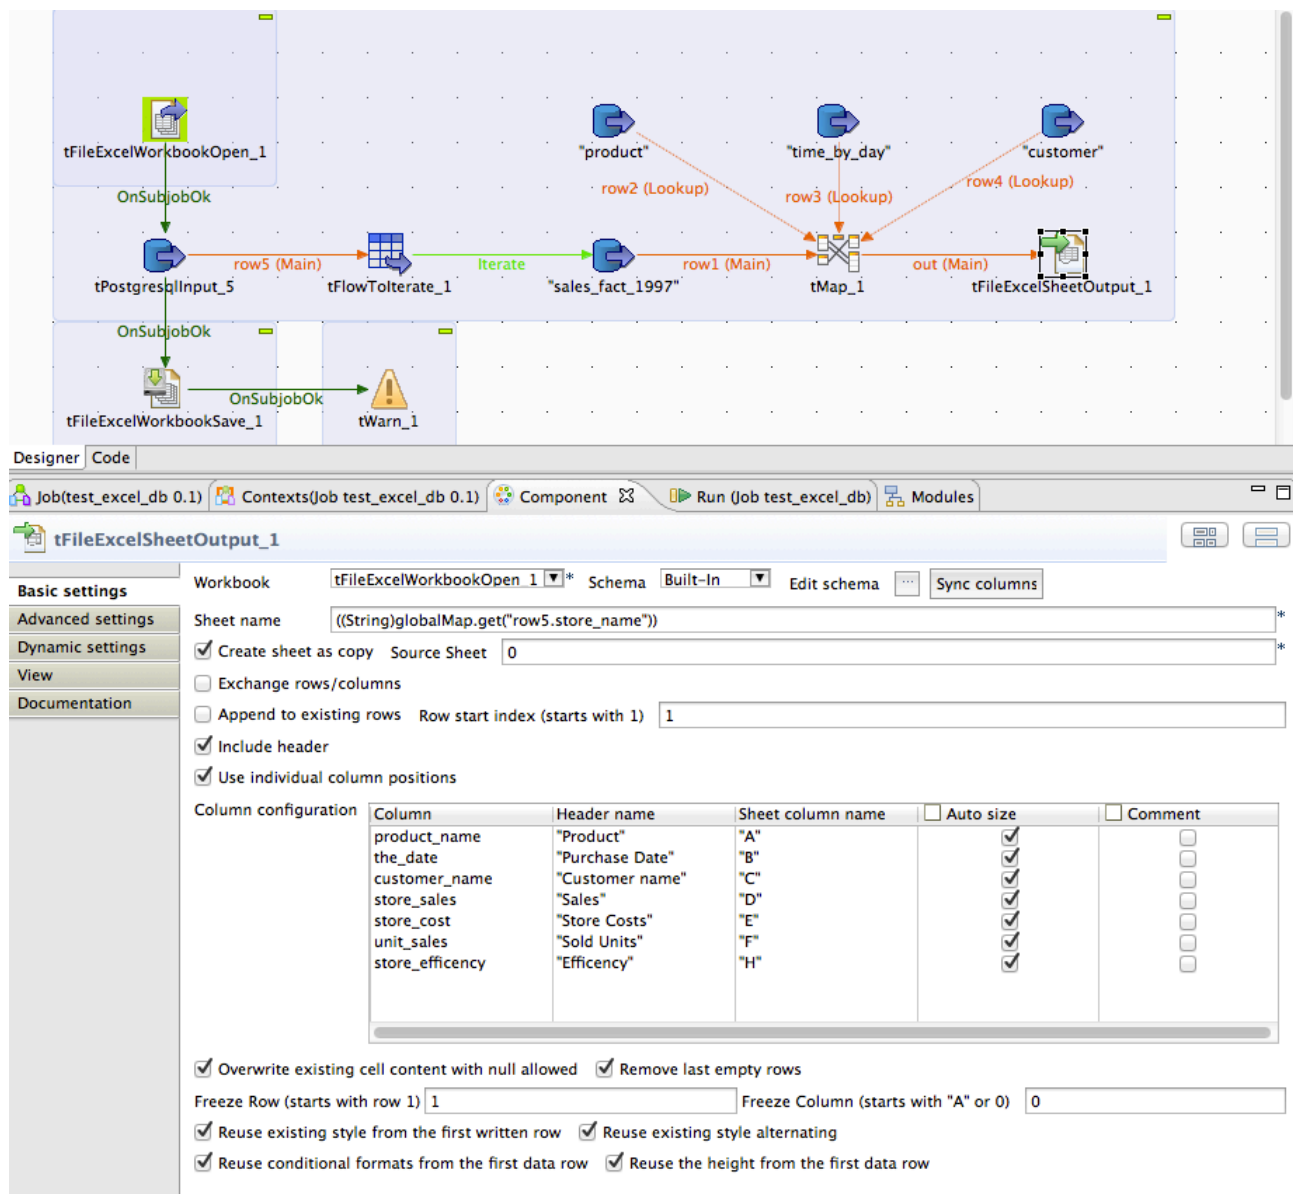 tFileExcelWorkbookOpen_1
"product"
"time_by_day"
"customer"
OnSubjobOk
row2 (Lookup)
row3 (Lookup)
row4 (Lookup)
row5 (Main)
Iterate
row1 (Main)
out (Main)
tPostgresqlInput_5
tFlowToIterate_1
"sales_fact_1997"
tMap_1
tFileExcelSheetOutput_1
OnSubjobOk
OnSubjobOk
tFileExcelWorkbookSave_1
tWarn_1
Designer Code
Job(test_excel_db 0.1) Contexts(Job test_excel_db 0.1) Component Run (Job test_excel_db) Modules
tFileExcelSheetOutput_1
Basic settings
Advanced settings
Dynamic settings
View
Documentation
Workbook tFileExcelWorkbookOpen_1 * Schema Built-In Edit schema ... Sync columns
Sheet name ((String)globalMap.get("row5.store_name")) *
Create sheet as copy Source Sheet 0 *
Exchange rows/columns
Append to existing rows Row start index (starts with 1) 1
Include header
Use individual column positions
Column configuration
Column Header name Sheet column name Auto size Comment
product_name "Product" "A"
the_date "Purchase Date" "B"
customer_name "Customer name" "C"
store_sales "Sales" "D"
store_cost "Store Costs" "E"
unit_sales "Sold Units" "F"
store_efficency "Efficency" "H"
Overwrite existing cell content with null allowed Remove last empty rows
Freeze Row (starts with row 1) 1 Freeze Column (starts with "A" or 0) 0
Reuse existing style from the first written row Reuse existing style alternating
Reuse conditional formats from the first data row Reuse the height from the first data row